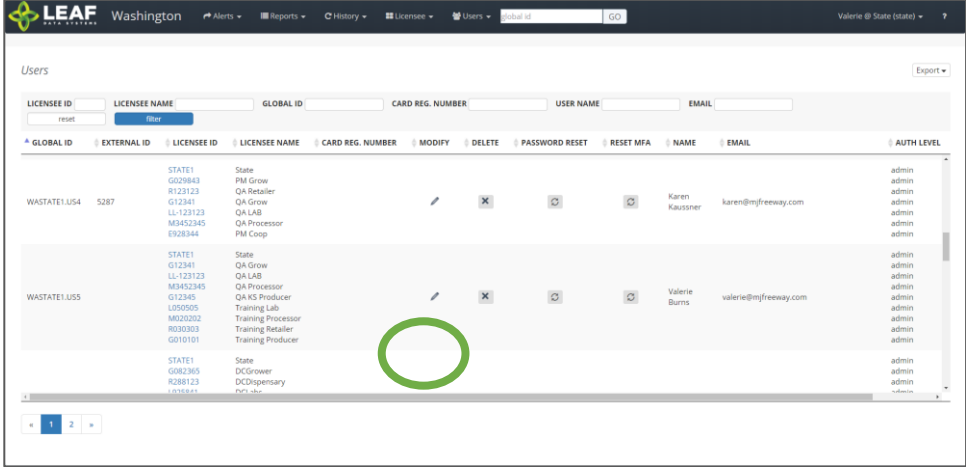 LEAF DATA SYSTEMS Washington Alerts Reports History Licensee Users global id GO Valerie @ State (state) ?
Users Export
LICENSEE ID LICENSEE NAME GLOBAL ID CARD REG. NUMBER USER NAME EMAIL
reset filter
GLOBAL ID EXTERNAL ID LICENSEE ID LICENSEE NAME CARD REG. NUMBER MODIFY DELETE PASSWORD RESET RESET MFA NAME EMAIL AUTH LEVEL
STATE1 State admin
G029843 PM Grow admin
R123123 QA Retailer admin
WASTATE1.US4 5287 G12341 QA Grow Karen Kaussner karen@mjfreeway.com admin
LL-123123 QA LAB admin
M3452345 QA Processor admin
E928344 PM Coop admin
STATE1 State admin
G12341 QA Grow admin
LL-123123 QA LAB admin
M3452345 QA Processor admin
WASTATE1.US5 G12345 QA KS Producer Valerie Burns valerie@mjfreeway.com admin
L050505 Training Lab admin
M020202 Training Processor admin
R030303 Training Retailer admin
G010101 Training Producer admin
STATE1 State admin
G082365 DCGrower admin
R288123 DCDispensary admin
L925841 DCLabs admin
« 1 2 »